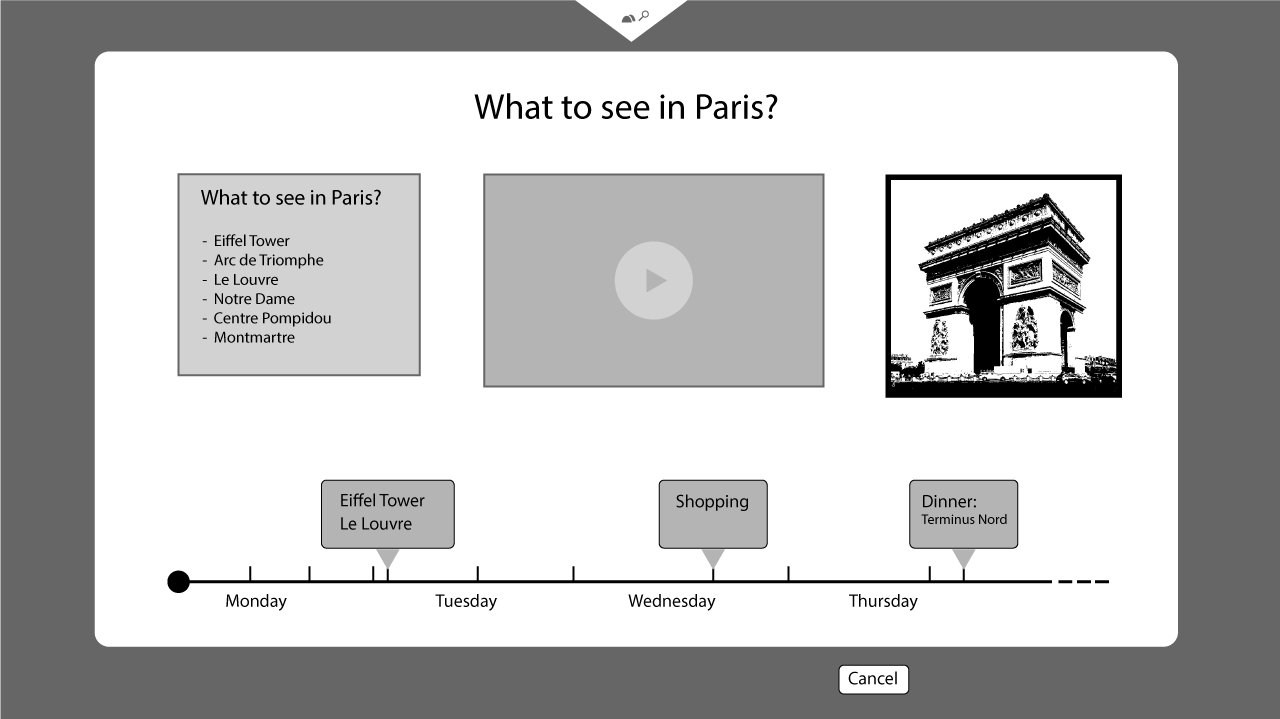 What to see in Paris?
What to see in Paris?
- Eiffel Tower
- Arc de Triomphe
- Le Louvre
- Notre Dame
- Centre Pompidou
- Montmartre
Eiffel Tower
Le Louvre
Shopping
Dinner:
Terminus Nord
Monday
Tuesday
Wednesday
Thursday
Cancel